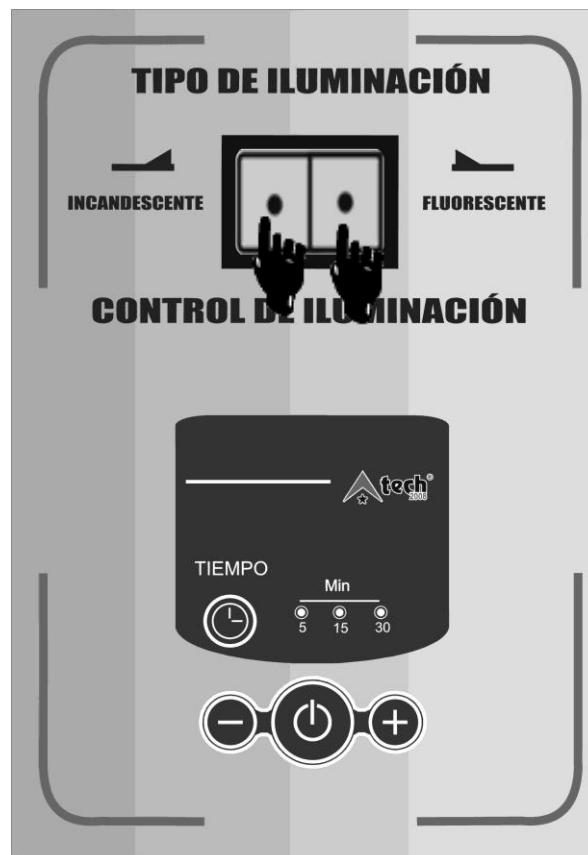 TIPO DE ILUMINACIÓN
INCANDESCENTE
FLUORESCENTE
CONTROL DE ILUMINACIÓN
tech®
2008
TIEMPO
Min
5 15 30